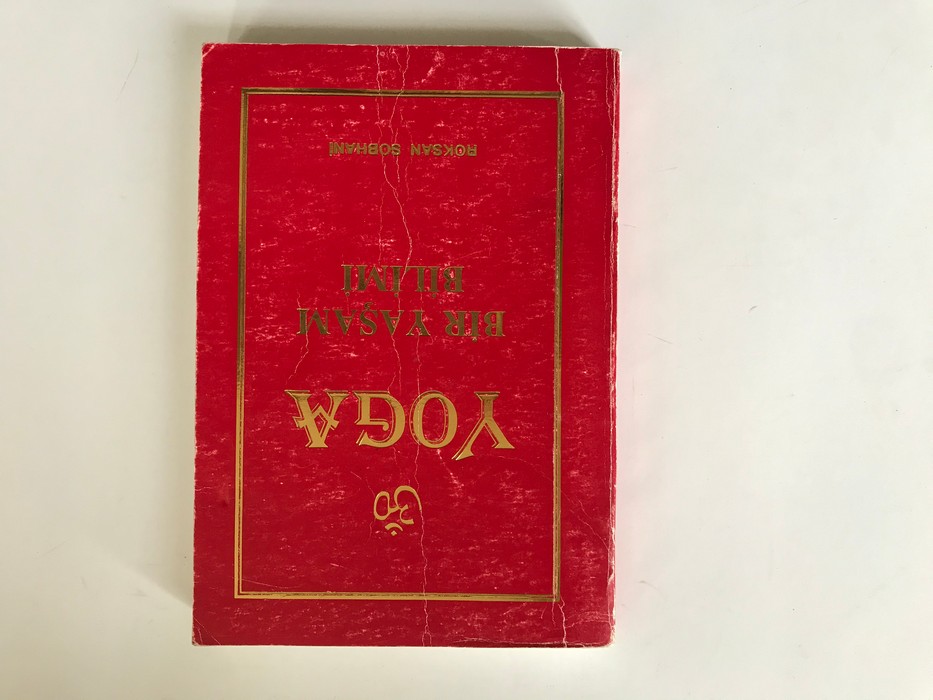 ॐ
YOGA
BİR YAŞAM
BİLİMİ
ROKSAN SOBHANİ